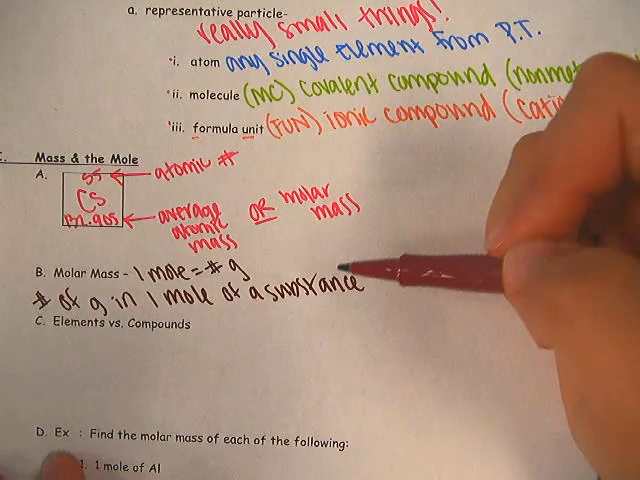 a. representative particle-
really small things!
i. atom any single element from P.T.
ii. molecule (MC) covalent compound (nonmet
iii. formula unit (FUN) ionic compound (cati
Mass & the Mole
A. 55 ← atomic #
Cs
132.905 ← average atomic mass OR molar mass
B. Molar Mass - 1 mole = # g
# of g in 1 mole of a substance
C. Elements vs. Compounds
D. Ex : Find the molar mass of each of the following:
1. 1 mole of Al